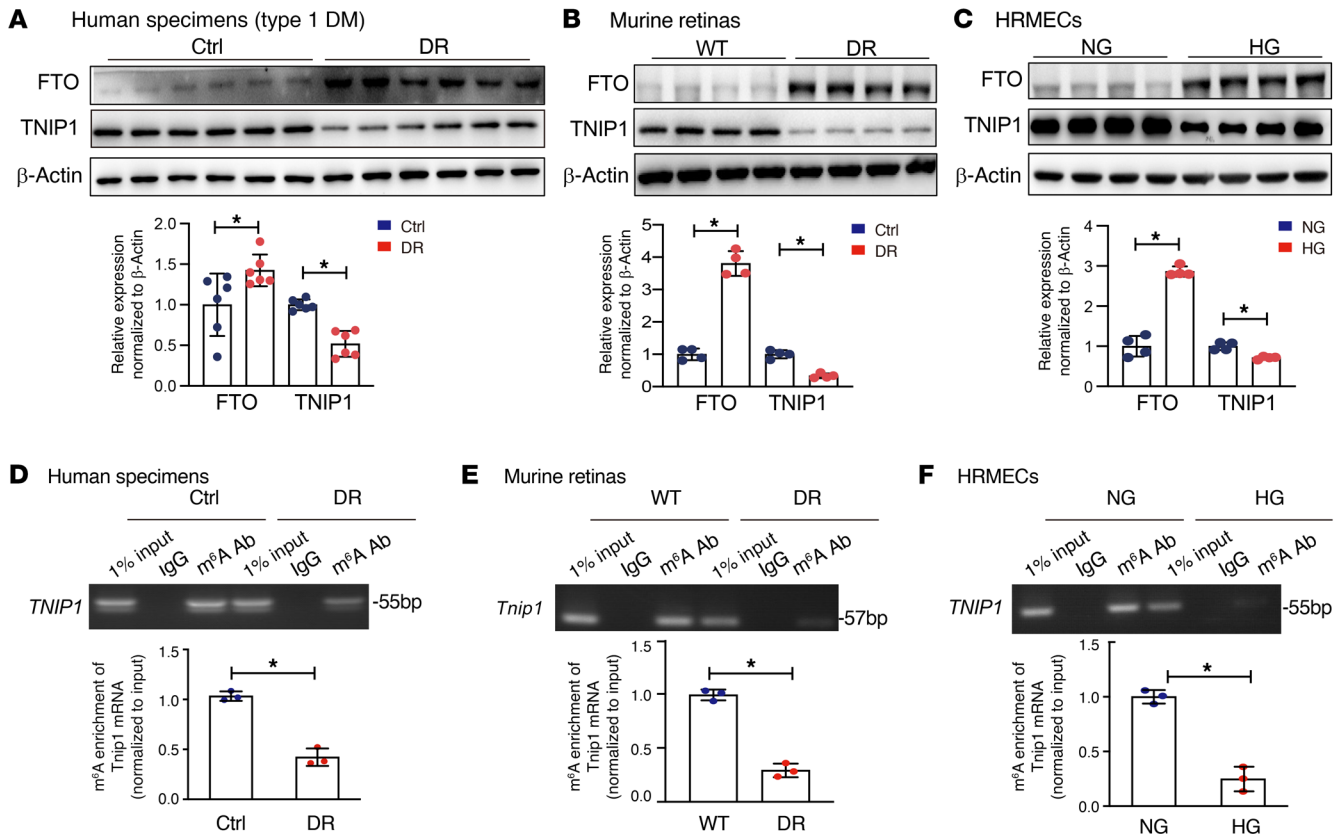 A Human specimens (type 1 DM)
Ctrl DR
FTO
TNIP1
β-Actin
Relative expression
normalized to β-Actin
2.0
1.5
1.0
0.5
0.0
*
*
Ctrl
DR
FTO TNIP1
B Murine retinas
WT DR
FTO
TNIP1
β-Actin
Relative expression
normalized to β-Actin
5
4
3
2
1
0
*
*
Ctrl
DR
FTO TNIP1
C HRMECs
NG HG
FTO
TNIP1
β-Actin
Relative expression
normalized to β-Actin
4
3
2
1
0
*
*
NG
HG
FTO TNIP1
D Human specimens
Ctrl DR
1% input IgG m⁶A Ab 1% input IgG m⁶A Ab
TNIP1 -55bp
m⁶A enrichment of
Tnip1 mRNA
(normalized to input)
1.5
1.0
0.5
0.0
*
Ctrl DR
E Murine retinas
WT DR
1% input IgG m⁶A Ab 1% input IgG m⁶A Ab
Tnip1 -57bp
m⁶A enrichment of
Tnip1 mRNA
(normalized to input)
1.5
1.0
0.5
0.0
*
WT DR
F HRMECs
NG HG
1% input IgG m⁶A Ab 1% input IgG m⁶A Ab
TNIP1 -55bp
m⁶A enrichment of
Tnip1 mRNA
(normalized to input)
1.5
1.0
0.5
0.0
*
NG HG